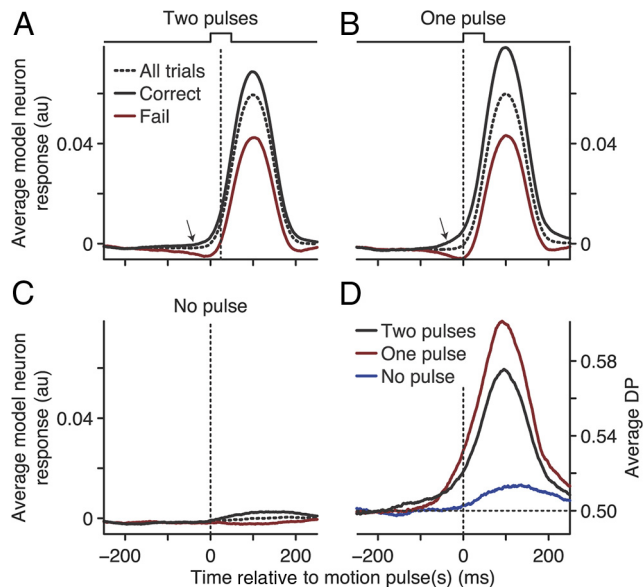 A
Two pulses
B
One pulse
All trials
Correct
Fail
Average model neuron
response (au)
0.04
0
0.04
0
C
No pulse
D
Two pulses
One pulse
No pulse
Average model neuron
response (au)
0.04
0
0.58
0.54
0.50
Average DP
−200 0 200
−200 0 200
Time relative to motion pulse(s) (ms)